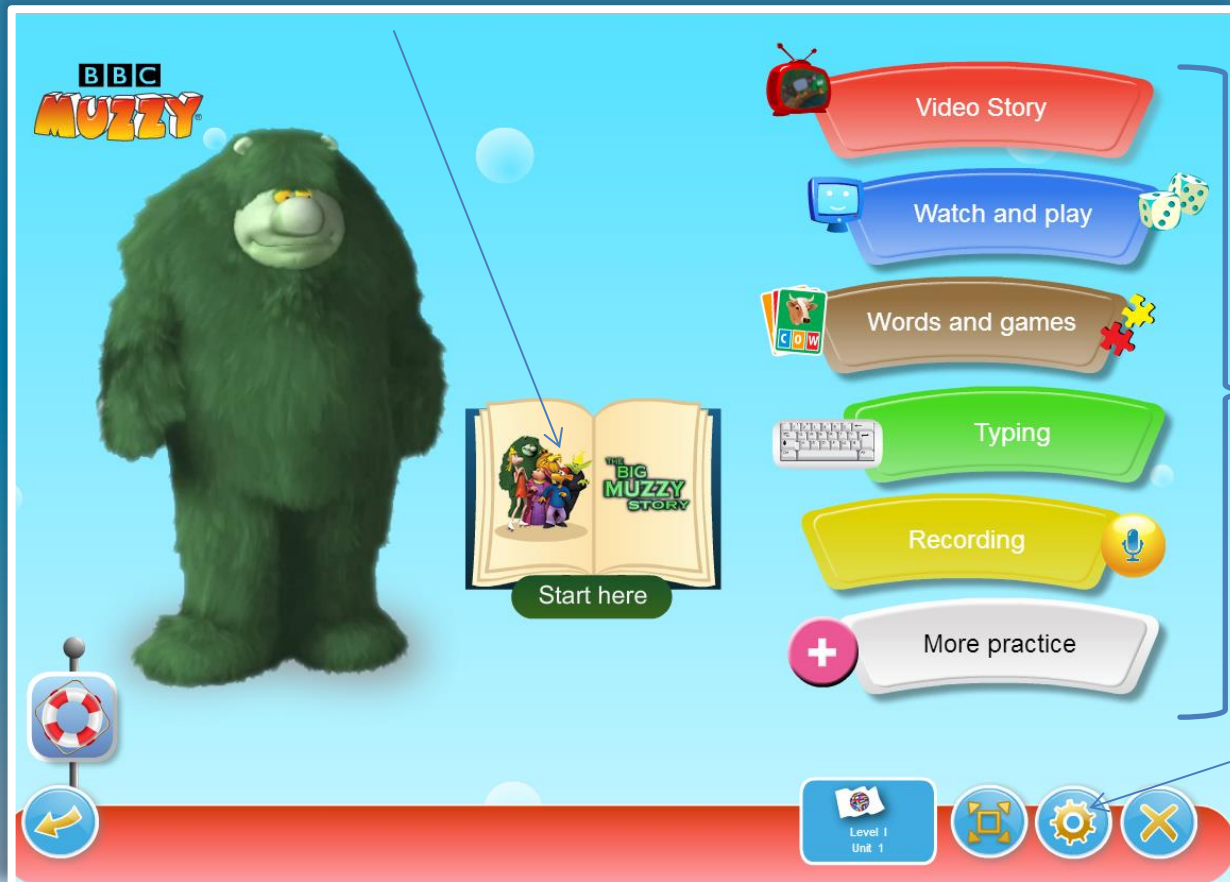 BBC
MUZZY
Video Story
Watch and play
COW
Words and games
Typing
THE
BIG
MUZZY
STORY
Start here
Recording
More practice
Level I
Unit 1